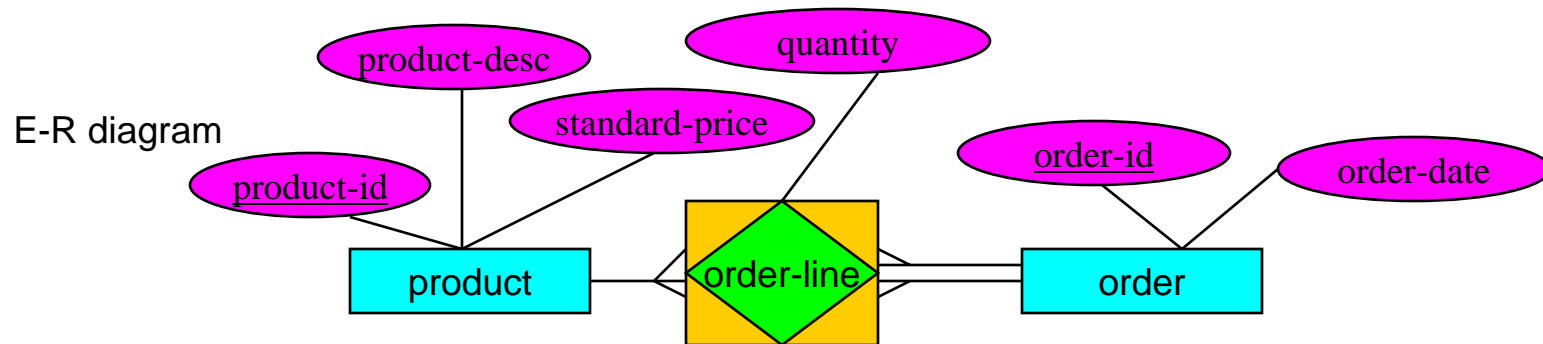 product-desc
quantity
E-R diagram
standard-price
product-id
order-id
order-date
product
order-line
order